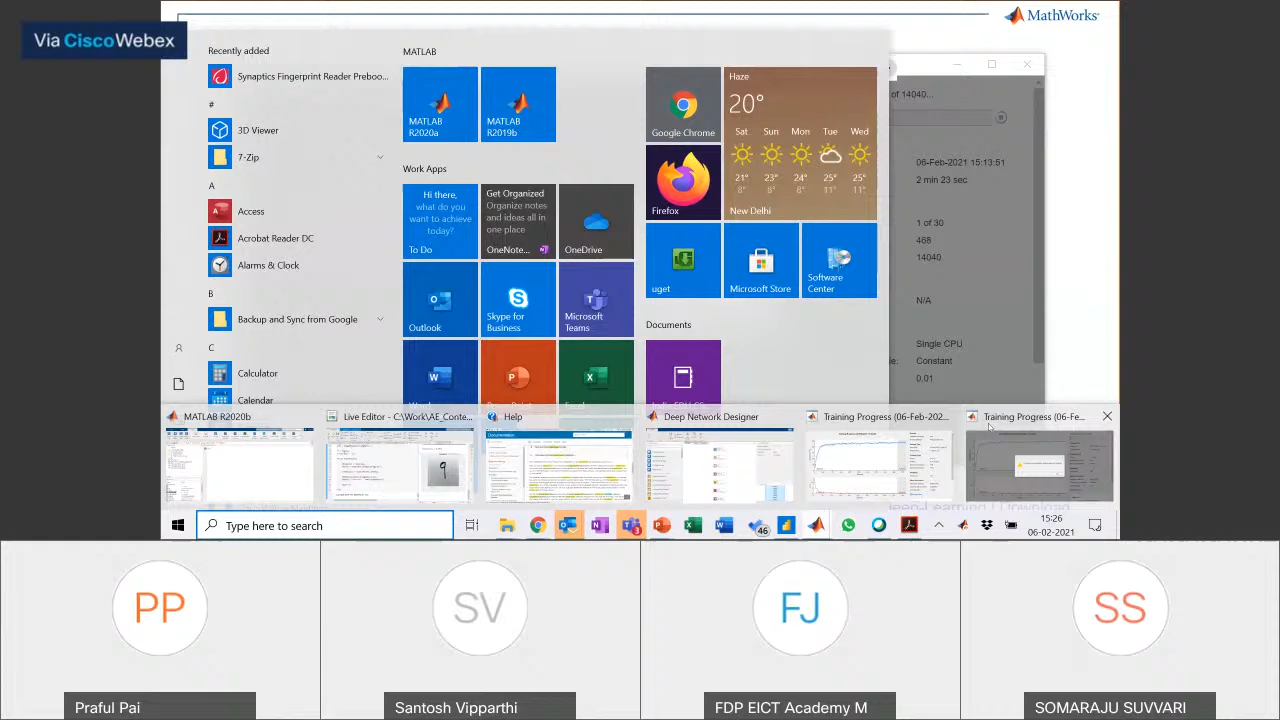 Via CiscoWebex
MathWorks
Recently added
Synaptics Fingerprint Reader Preboo...
#
3D Viewer
7-Zip
A
Access
Acrobat Reader DC
Alarms & Clock
B
Backup and Sync from Google
C
Calculator
Calendar
MATLAB
MATLAB
R2020a
MATLAB
R2019b
Work Apps
Hi there,
what do you
want to achieve
today?
To Do
Get Organized
Organize notes
and ideas all in
one place
OneNote...
OneDrive
Outlook
Skype for
Business
Microsoft
Teams
Google Chrome
Haze
20°
Sat Sun Mon Tue Wed
21° 23° 24° 25° 25°
8° 8° 8° 11° 11°
New Delhi
Firefox
uget
Microsoft Store
Software
Center
Documents
of 14040...
06-Feb-2021 15:13:51
2 min 23 sec
1 of 30
468
14040
N/A
Single CPU
Constant
0.01
MATLAB R2020b
Live Editor - C:\Work\AE_Conte...
Help
Deep Network Designer
Training Progress (06-Feb-202...
Training Progress (06-Fe...
Type here to search
3
46
15:26
06-02-2021
PP
SV
FJ
SS
Praful Pai
Santosh Vipparthi
FDP EICT Academy M
SOMARAJU SUVVARI